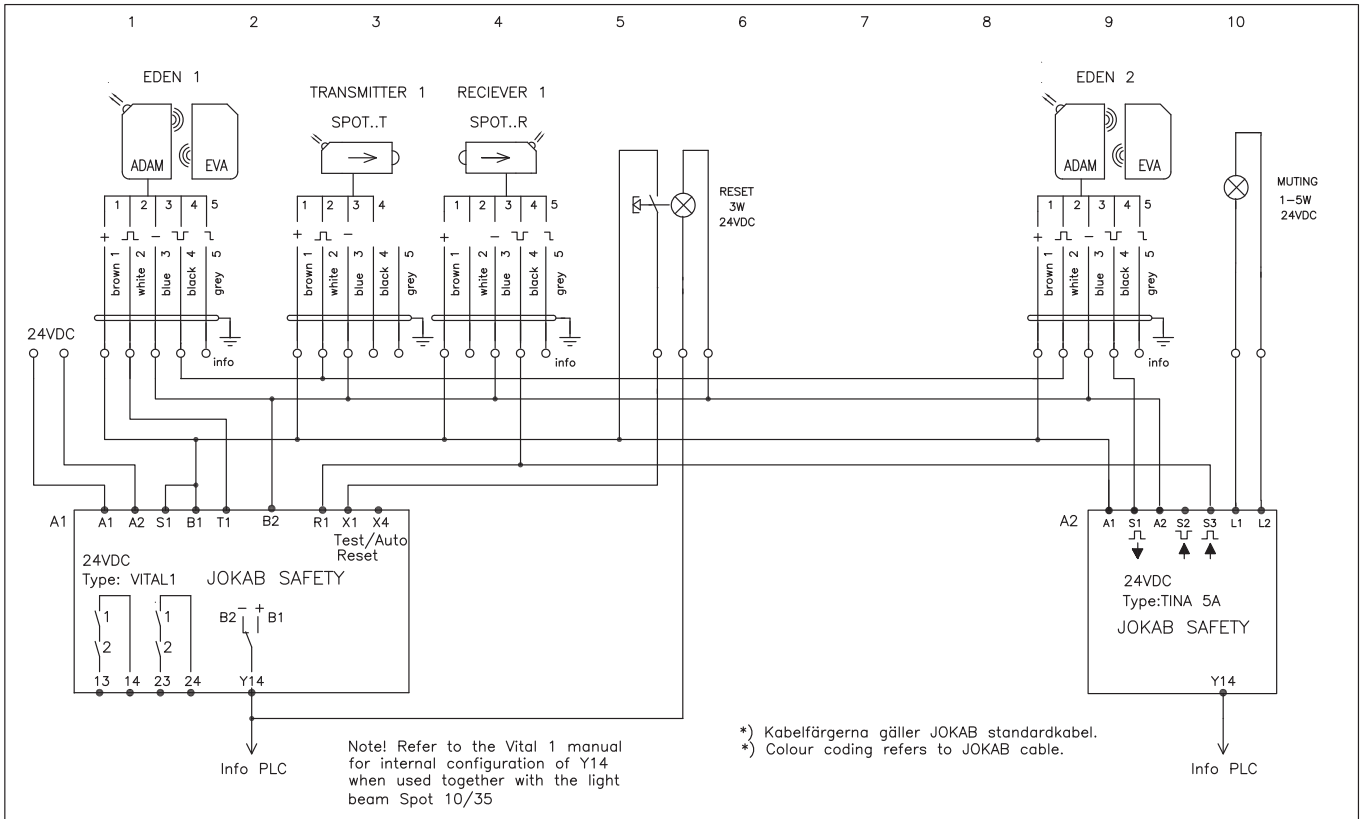 1 2 3 4 5 6 7 8 9 10
EDEN 1
ADAM
EVA
1 2 3 4 5
+ −
brown 1
white 2
blue 3
black 4
grey 5
info
TRANSMITTER 1
SPOT..T
1 2 3 4
+ −
brown 1
white 2
blue 3
black 4
grey 5
RECIEVER 1
SPOT..R
1 2 3 4 5
+ −
brown 1
white 2
blue 3
black 4
grey 5
info
RESET
3W
24VDC
EDEN 2
ADAM
EVA
1 2 3 4 5
+ −
brown 1
white 2
blue 3
black 4
grey 5
info
MUTING
1-5W
24VDC
24VDC
A1
A1 A2 S1 B1 T1 B2 R1 X1 X4
Test/Auto
Reset
24VDC
Type: VITAL1
JOKAB SAFETY
1 1
2 2
− +
B2 B1
13 14 23 24 Y14
Info PLC
A2
A1 S1 A2 S2 S3 L1 L2
24VDC
Type:TINA 5A
JOKAB SAFETY
Y14
Info PLC
Note! Refer to the Vital 1 manual
for internal configuration of Y14
when used together with the light
beam Spot 10/35
*) Kabelfärgerna gäller JOKAB standardkabel.
*) Colour coding refers to JOKAB cable.